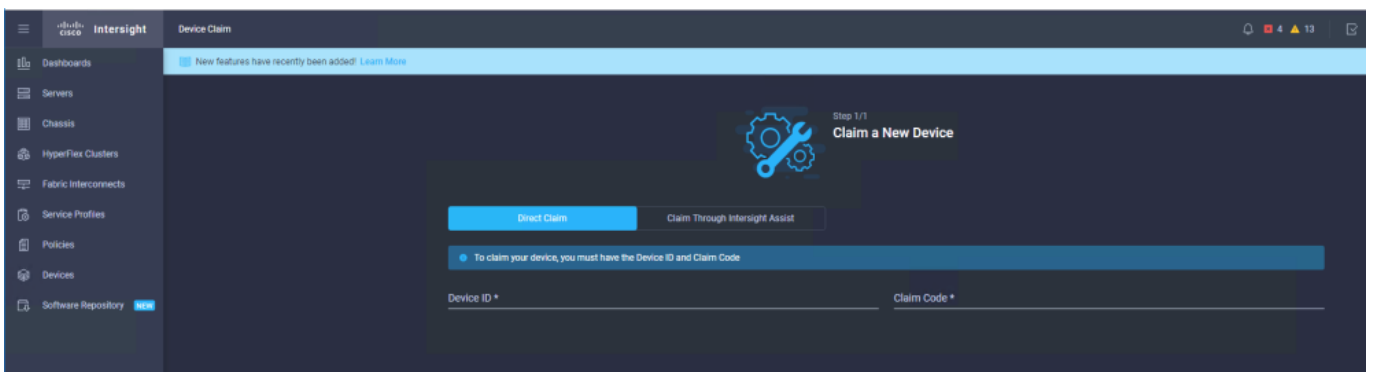 cisco Intersight
Device Claim
4 13
Dashboards
New features have recently been added! Learn More
Servers
Chassis
HyperFlex Clusters
Fabric Interconnects
Service Profiles
Policies
Devices
Software Repository NEW
Step 1/1
Claim a New Device
Direct Claim
Claim Through Intersight Assist
To claim your device, you must have the Device ID and Claim Code
Device ID *
Claim Code *